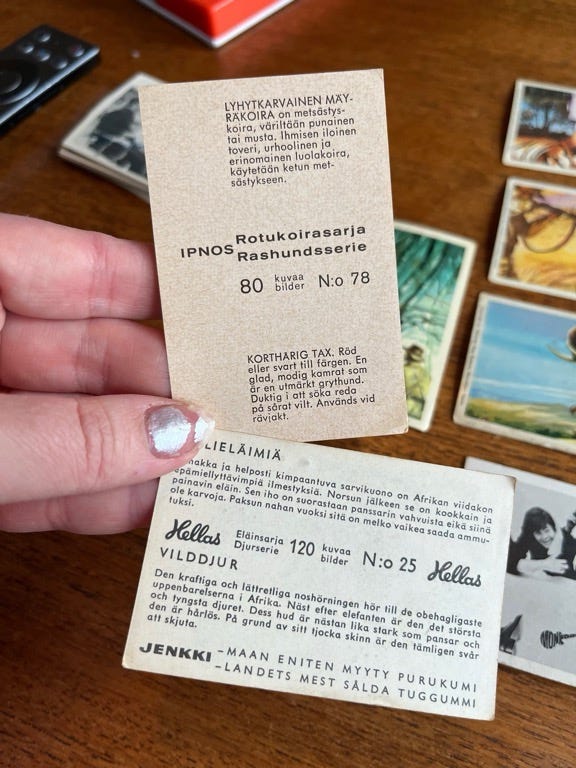 LYHYTKARVAINEN MÄY-
RÄKOIRA on metsästys-
koira, väriltään punainen
tai musta. Ihmisen iloinen
toveri, urhoolinen ja
erinomainen luolakoira,
käytetään ketun met-
sästykseen.
IPNOS Rotukoirasarja
Rashundsserie
80 kuvaa
bilder N:o 78
KORTHÅRIG TAX. Röd
eller svart till färgen. En
glad, modig kamrat som
är en utmärkt grythund.
Duktig i att söka reda
på sårat vilt. Används vid
rävjakt.
LIELÄIMIÄ
makka ja helposti kimpaantuva sarvikuono on Afrikan viidakon
epämiellyttävimpiä ilmestyksiä. Norsun jälkeen se on kookkain ja
painavin eläin. Sen iho on suorastaan panssarin vahvuista eikä siinä
ole karvoja. Paksun nahan vuoksi sitä on melko vaikea saada ammu-
tuksi.
Hellas Eläinsarja 120 kuvaa N:o 25 Hellas
Djurserie bilder
VILDDJUR
Den kraftiga och lättretliga noshörningen hör till de obehagligaste
uppenbarelserna i Afrika. Näst efter elefanten är den det största
och tyngsta djuret. Dess hud är nästan lika stark som pansar och
den är hårlös. På grund av sitt tjocka skinn är den tämligen svår
att skjuta.
JENKKI – MAAN ENITEN MYYTY PURUKUMI
– LANDETS MEST SÅLDA TUGGUMMI